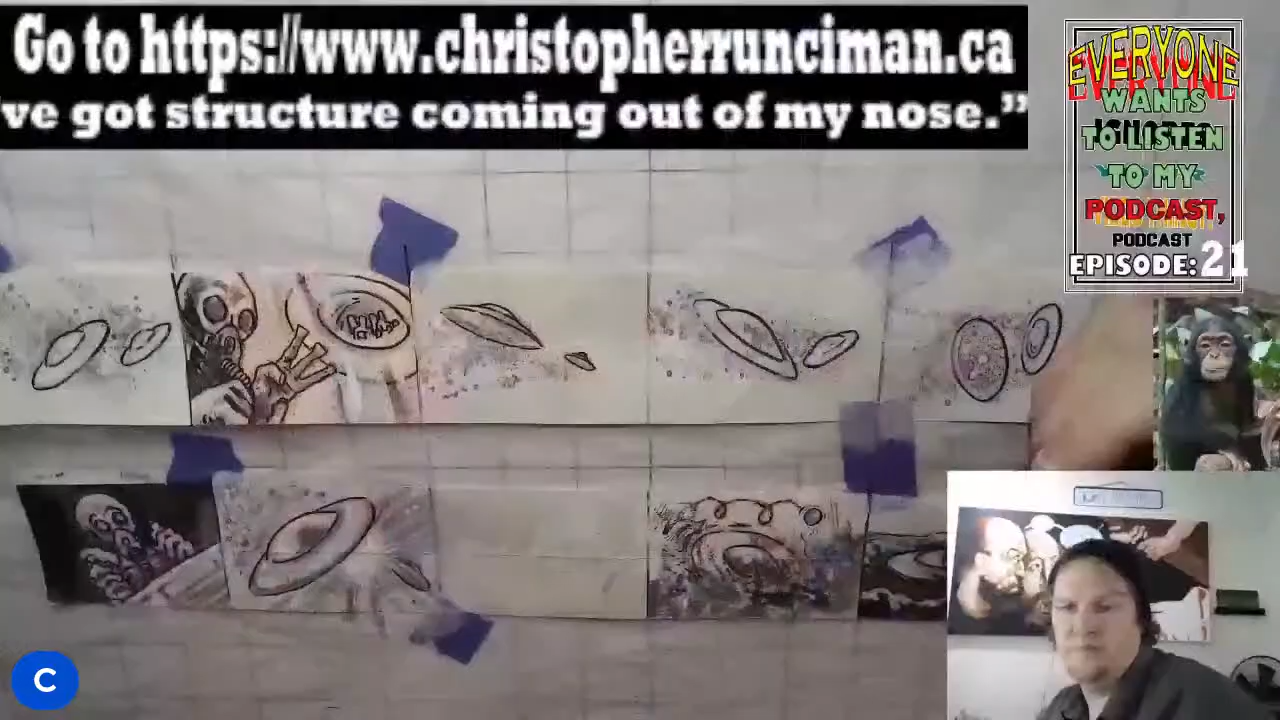 Go to https://www.christopherrunciman.ca
've got structure coming out of my nose.”
EVERYONE
WANTS
TO LISTEN
TO MY
PODCAST,
PODCAST
EPISODE:21
C